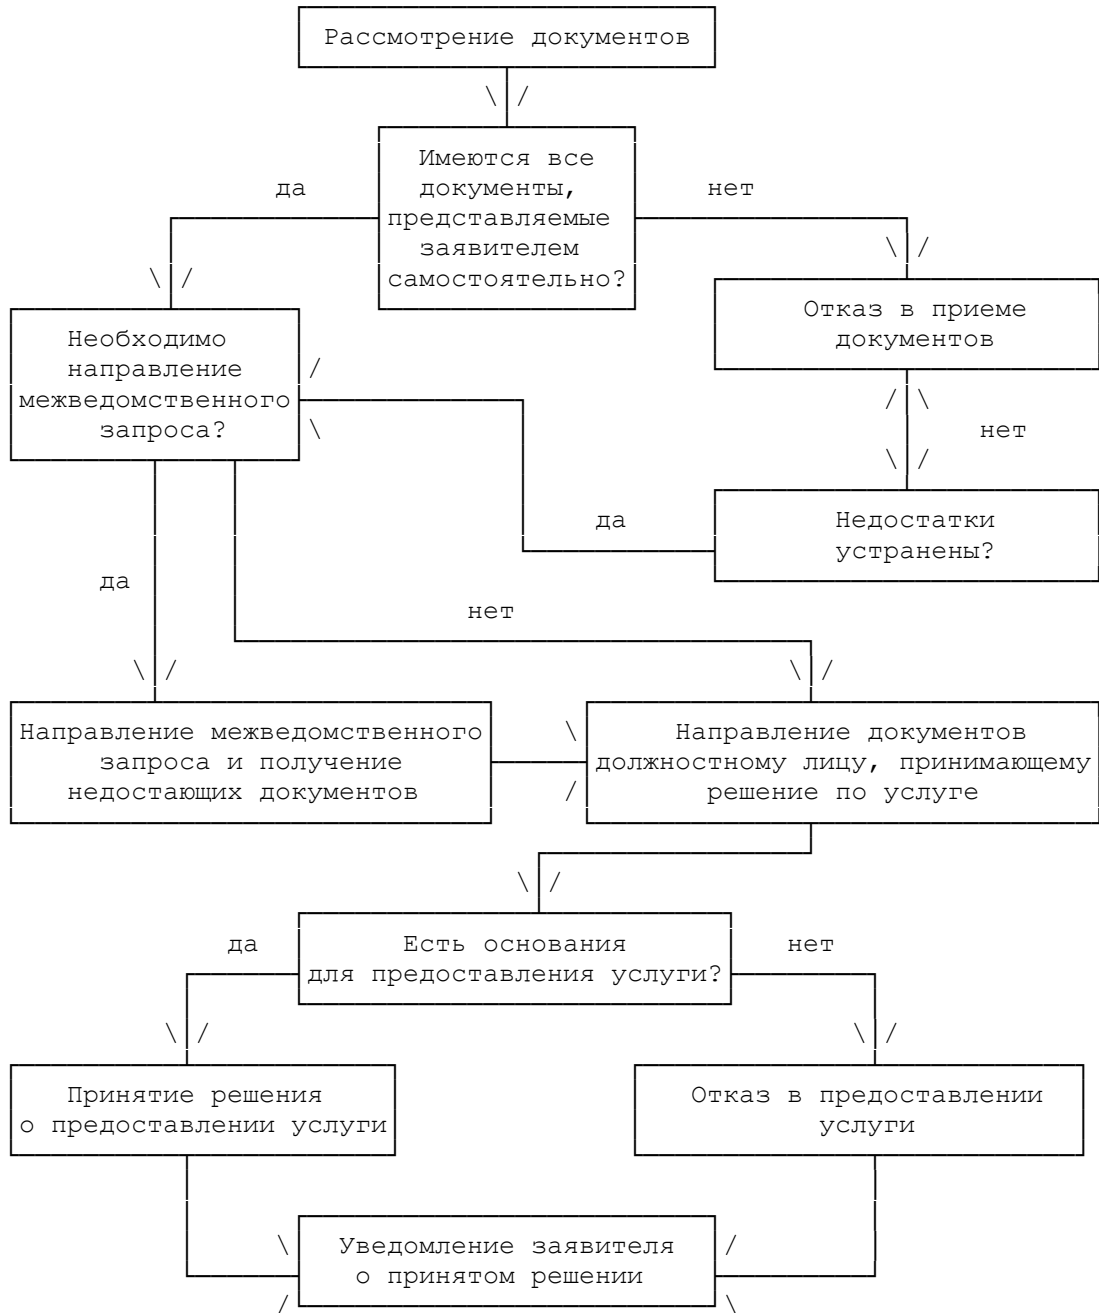 Рассмотрение документов
Имеются все
документы,
представляемые
заявителем
самостоятельно?
да
нет
Необходимо
направление
межведомственного
запроса?
Отказ в приеме
документов
нет
Недостатки
устранены?
да
да
нет
Направление межведомственного
запроса и получение
недостающих документов
Направление документов
должностному лицу, принимающему
решение по услуге
Есть основания
для предоставления услуги?
да
нет
Принятие решения
о предоставлении услуги
Отказ в предоставлении
услуги
Уведомление заявителя
о принятом решении